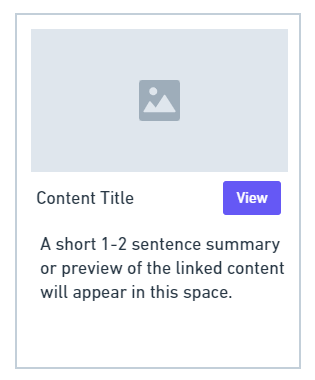 Content Title
View
A short 1-2 sentence summary
or preview of the linked content
will appear in this space.